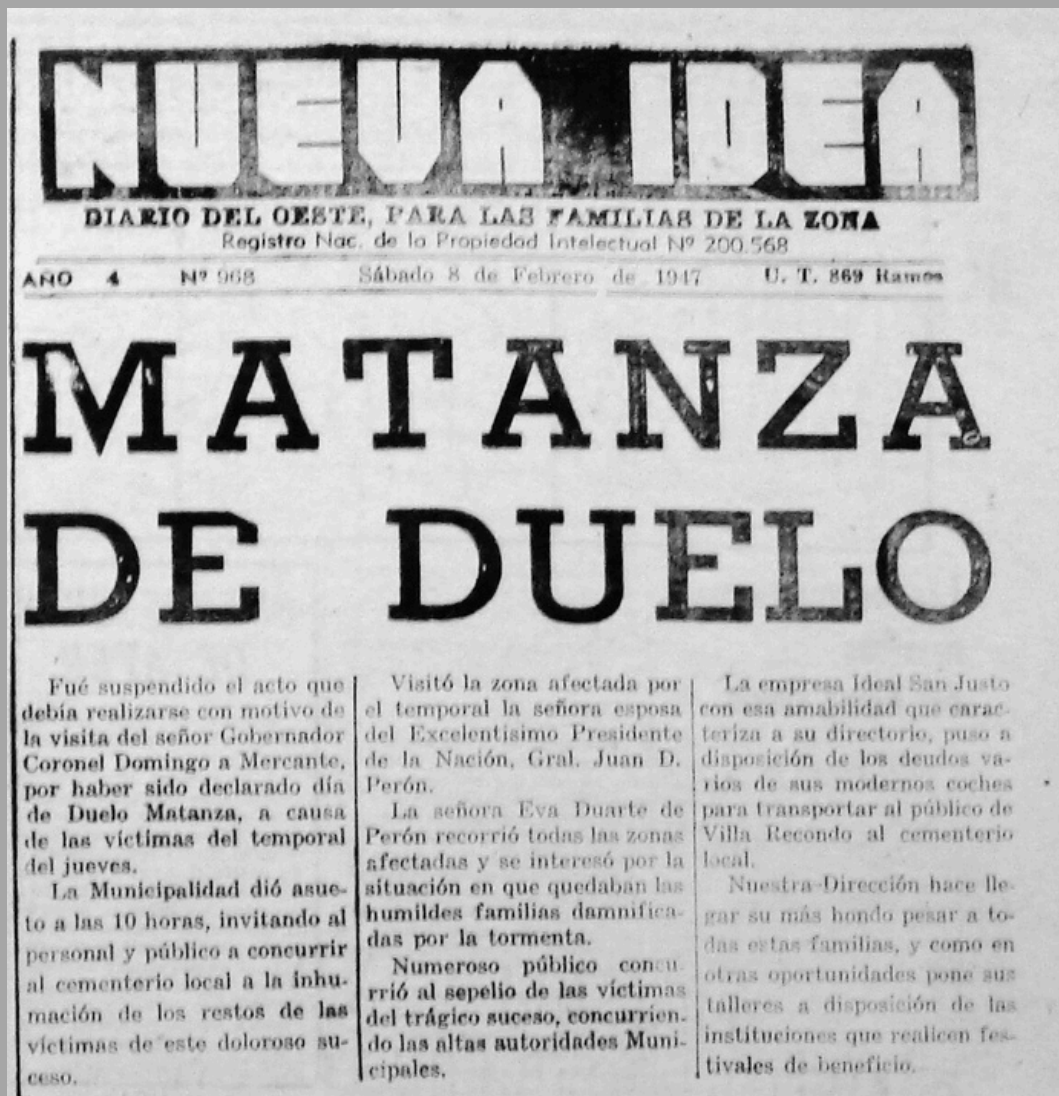 NUEVA IDEA
DIARIO DEL OESTE, PARA LAS FAMILIAS DE LA ZONA
Registro Nac. de la Propiedad Intelectual Nº 200.568
AÑO 4 Nº 968 Sábado 8 de Febrero de 1947 U. T. 869 Ramos
MATANZA
DE DUELO
Fué suspendido el acto que
debía realizarse con motivo de
la visita del señor Gobernador
Coronel Domingo a Mercante,
por haber sido declarado día
de Duelo Matanza, a causa
de las víctimas del temporal
del jueves.
La Municipalidad dió asue-
to a las 10 horas, invitando al
personal y público a concurrir
al cementerio local a la inhu-
mación de los restos de las
víctimas de este doloroso su-
ceso.
Visitó la zona afectada por
el temporal la señora esposa
del Excelentísimo Presidente
de la Nación, Gral. Juan D.
Perón.
La señora Eva Duarte de
Perón recorrió todas las zonas
afectadas y se interesó por la
situación en que quedaban las
humildes familias damnifica-
das por la tormenta.
Numeroso público concu-
rrió al sepelio de las víctimas
del trágico suceso, concurrien-
do las altas autoridades Muni-
cipales.
La empresa Ideal San Justo
con esa amabilidad que carac-
teriza a su directorio, puso a
disposición de los deudos va-
rios de sus modernos coches
para transportar al público de
Villa Recondo al cementerio
local.
Nuestra Dirección hace lle-
gar su más hondo pesar a to-
das estas familias, y como en
otras oportunidades pone sus
talleres a disposición de las
instituciones que realicen fes-
tivales de beneficio.